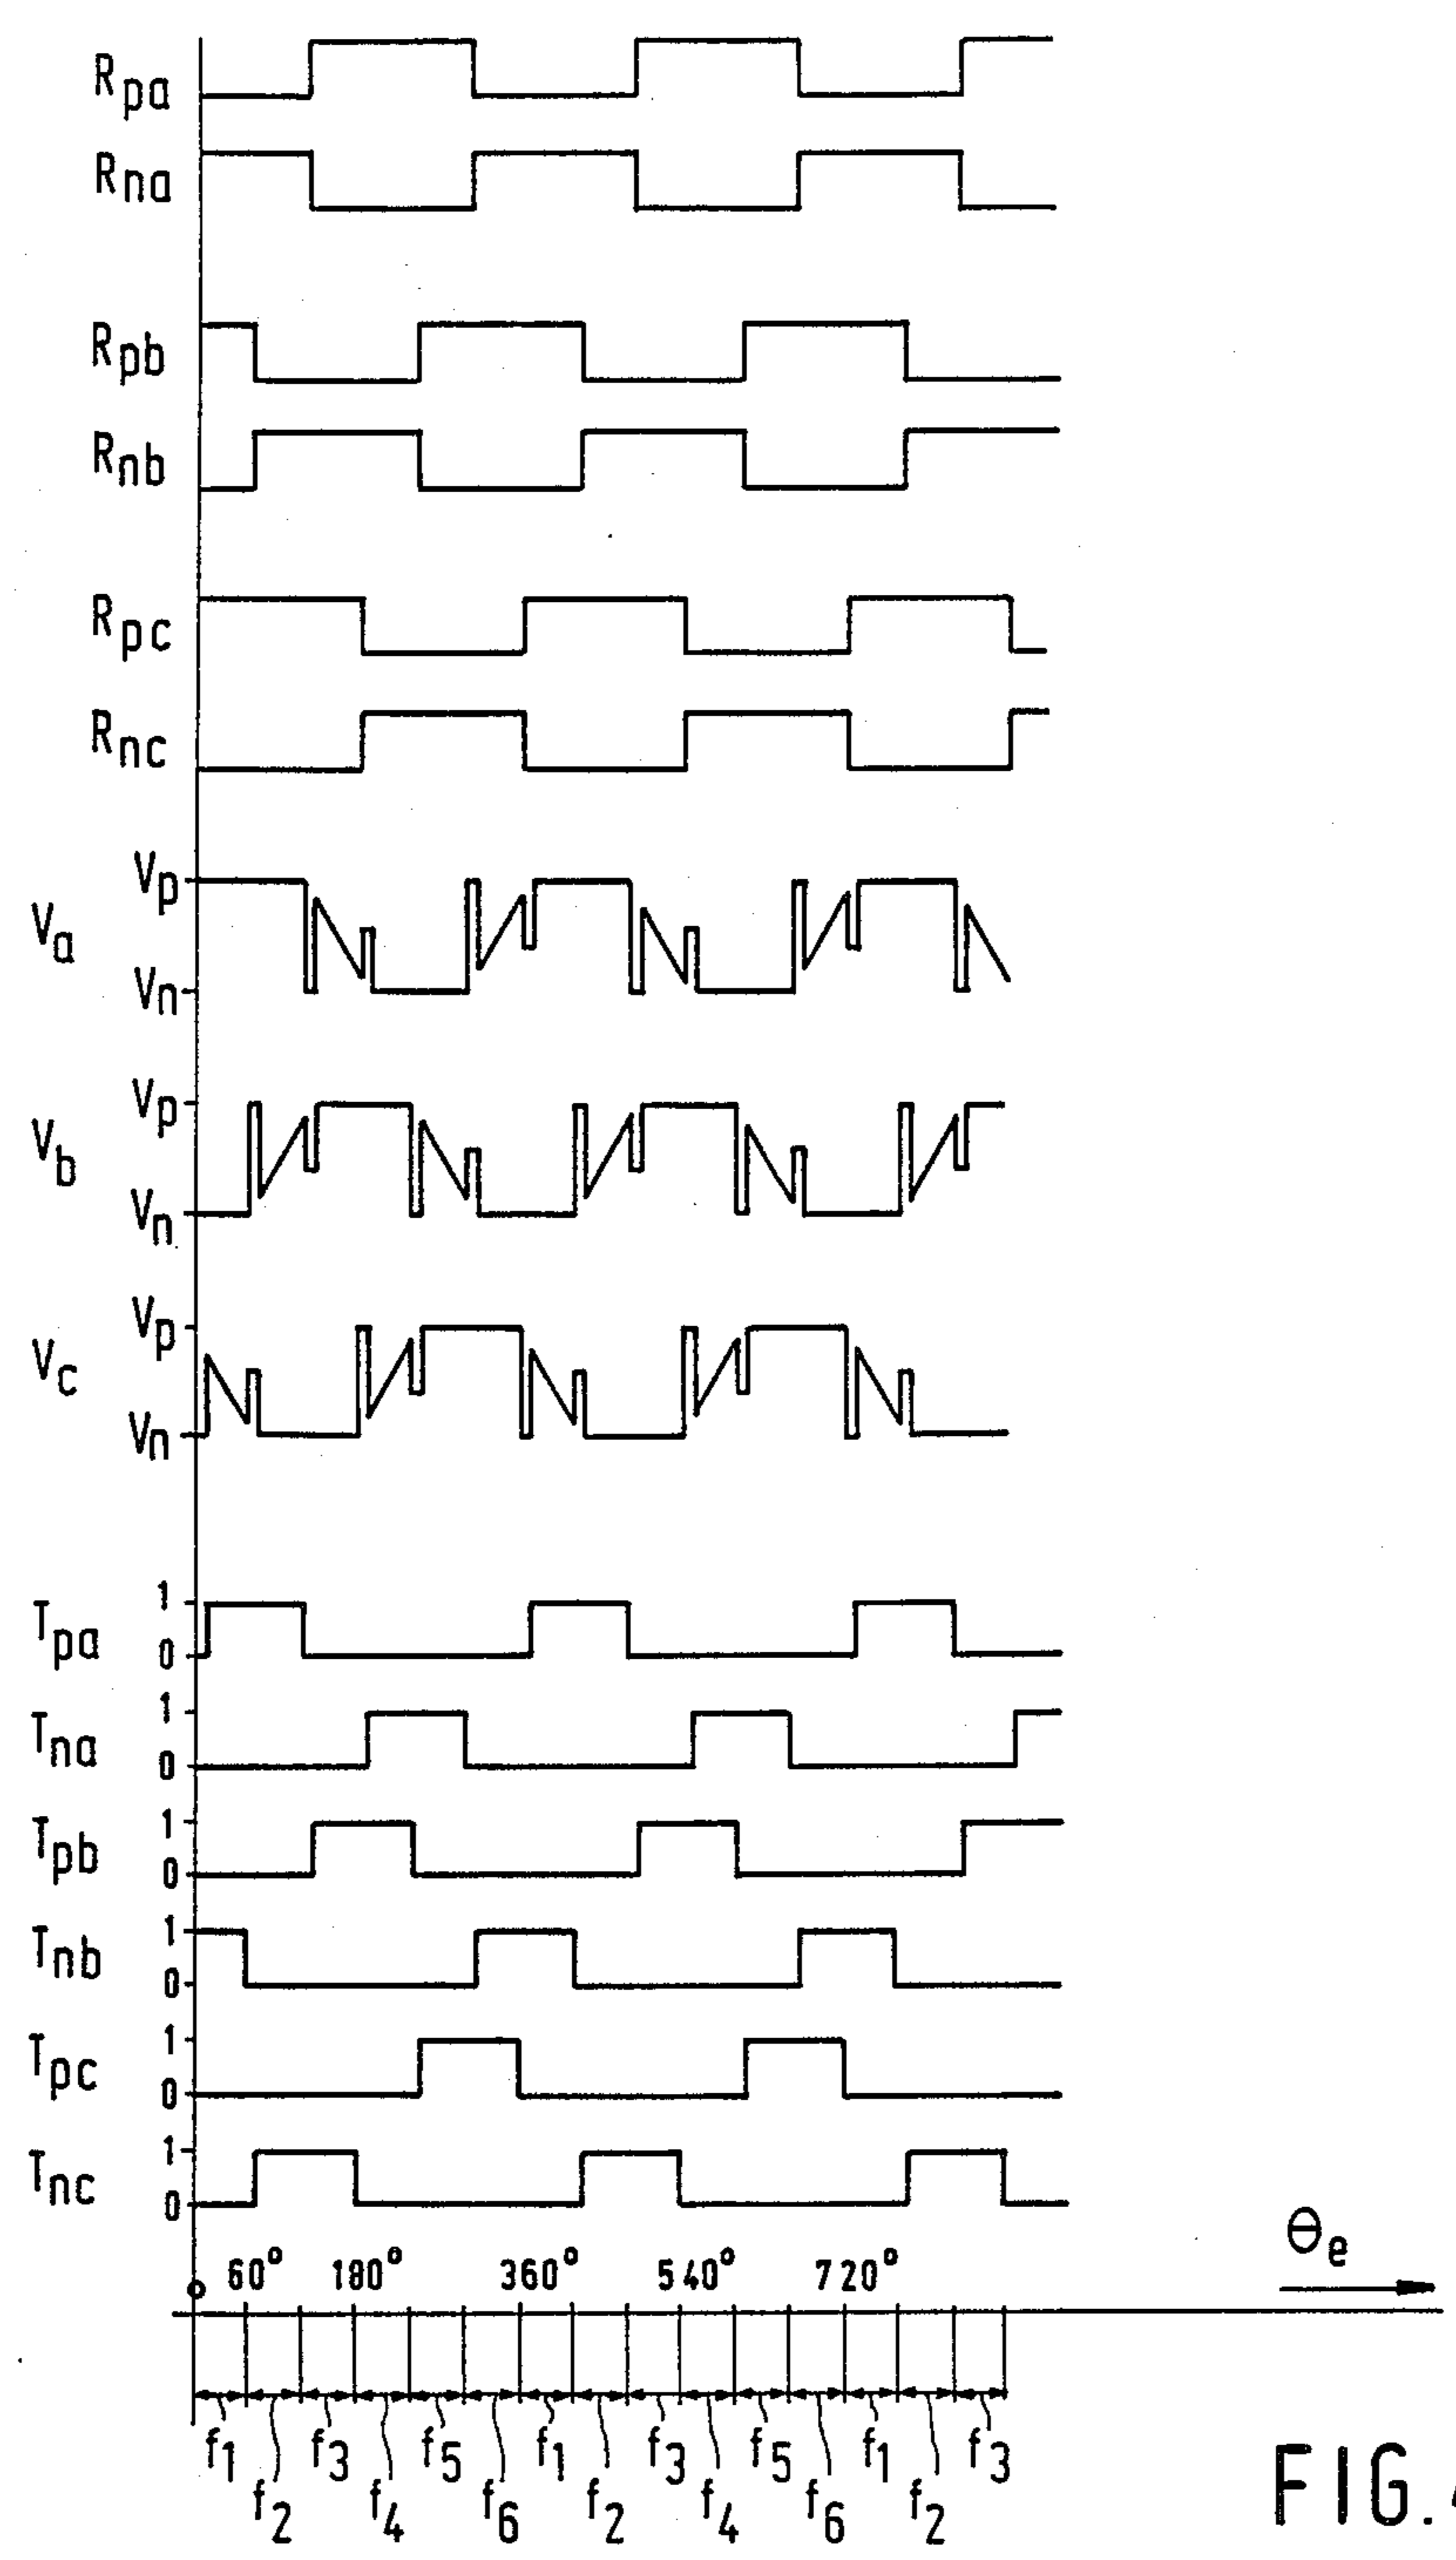 Rpa
Rna
Rpb
Rnb
Rpc
Rnc
Va Vp Vn
Vb Vp Vn
Vc Vp Vn
Tpa 1 0
Tna 1 0
Tpb 1 0
Tnb 1 0
Tpc 1 0
Tnc 1 0
0 60° 180° 360° 540° 720° Θe
f1 f2 f3 f4 f5 f6 f1 f2 f3 f4 f5 f6 f1 f2 f3
FIG.